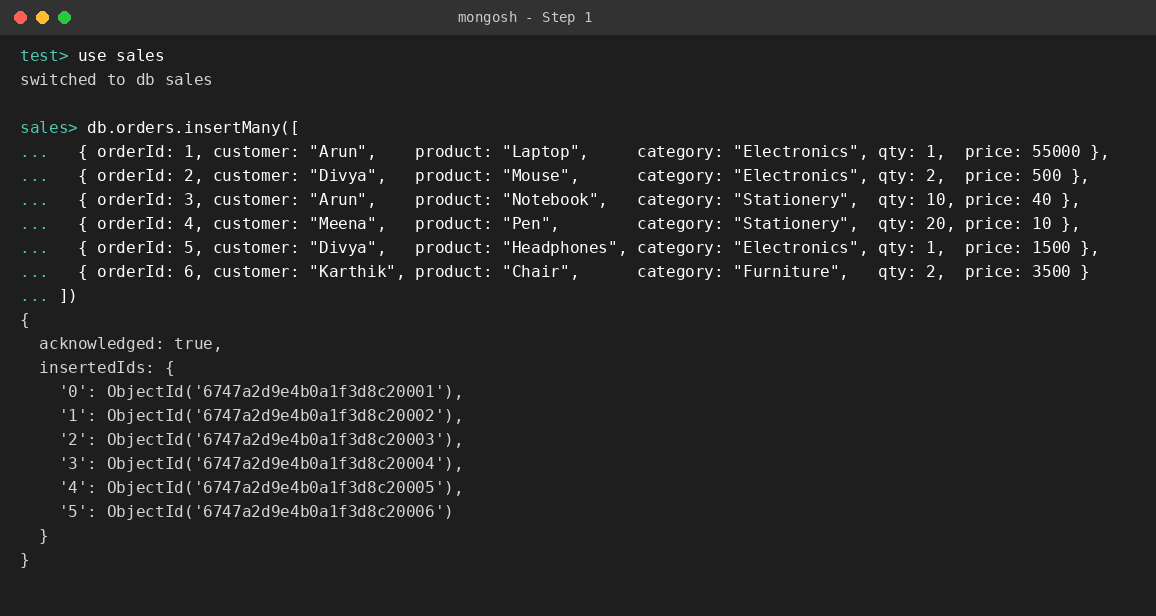 mongosh - Step 1
test> use sales
switched to db sales
sales> db.orders.insertMany([
...   { orderId: 1, customer: "Arun",    product: "Laptop",     category: "Electronics", qty: 1,  price: 55000 },
...   { orderId: 2, customer: "Divya",   product: "Mouse",      category: "Electronics", qty: 2,  price: 500 },
...   { orderId: 3, customer: "Arun",    product: "Notebook",   category: "Stationery",  qty: 10, price: 40 },
...   { orderId: 4, customer: "Meena",   product: "Pen",        category: "Stationery",  qty: 20, price: 10 },
...   { orderId: 5, customer: "Divya",   product: "Headphones", category: "Electronics", qty: 1,  price: 1500 },
...   { orderId: 6, customer: "Karthik", product: "Chair",      category: "Furniture",   qty: 2,  price: 3500 }
... ])
{
  acknowledged: true,
  insertedIds: {
    '0': ObjectId('6747a2d9e4b0a1f3d8c20001'),
    '1': ObjectId('6747a2d9e4b0a1f3d8c20002'),
    '2': ObjectId('6747a2d9e4b0a1f3d8c20003'),
    '3': ObjectId('6747a2d9e4b0a1f3d8c20004'),
    '4': ObjectId('6747a2d9e4b0a1f3d8c20005'),
    '5': ObjectId('6747a2d9e4b0a1f3d8c20006')
  }
}